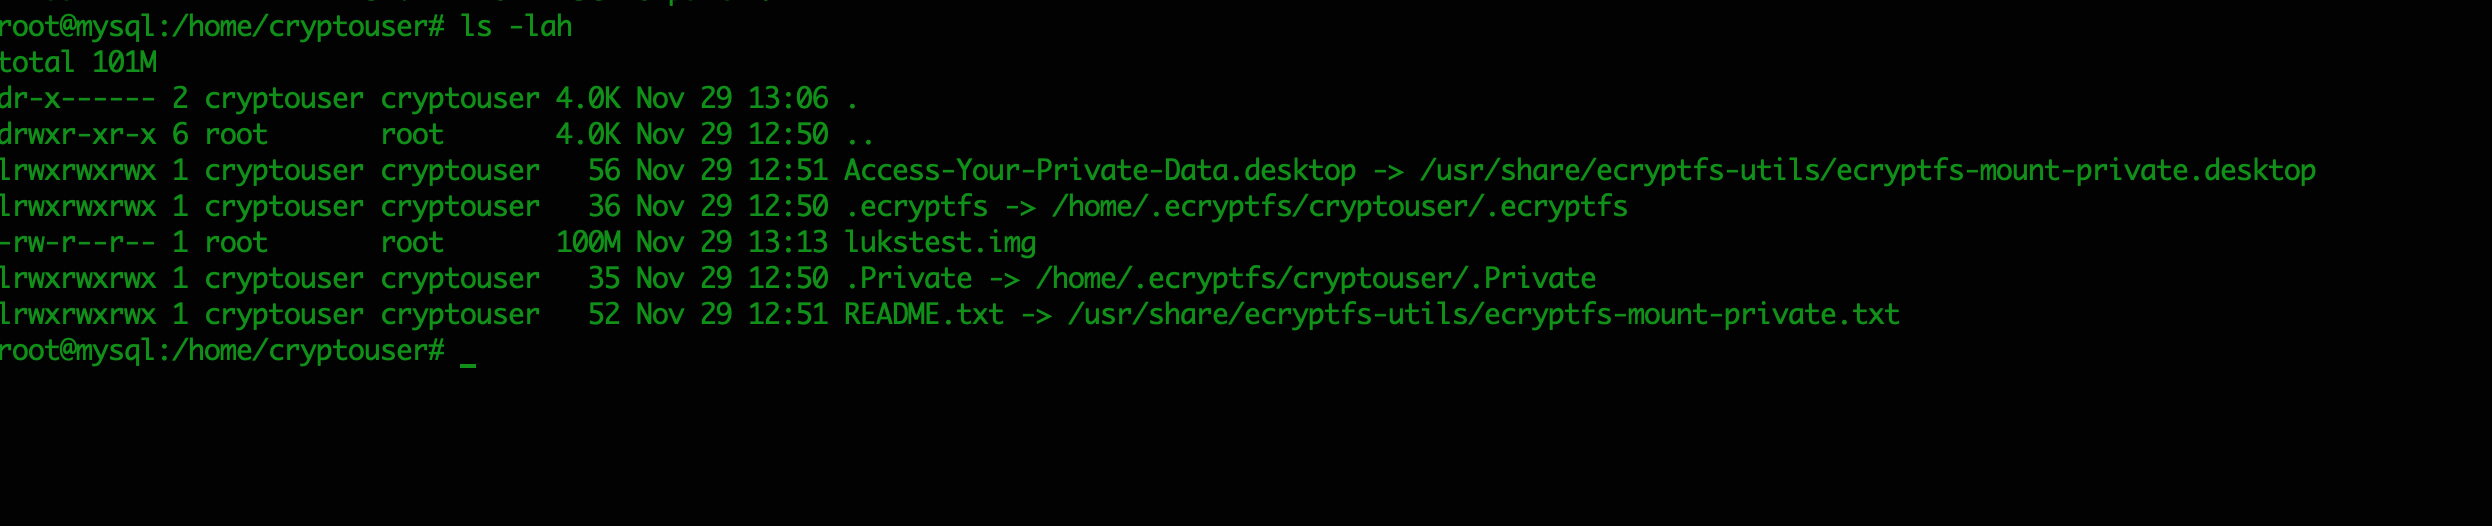 root@mysql:/home/cryptouser# ls -lah
total 101M
dr-x------ 2 cryptouser cryptouser 4.0K Nov 29 13:06 .
drwxr-xr-x 6 root       root       4.0K Nov 29 12:50 ..
lrwxrwxrwx 1 cryptouser cryptouser   56 Nov 29 12:51 Access-Your-Private-Data.desktop -> /usr/share/ecryptfs-utils/ecryptfs-mount-private.desktop
lrwxrwxrwx 1 cryptouser cryptouser   36 Nov 29 12:50 .ecryptfs -> /home/.ecryptfs/cryptouser/.ecryptfs
-rw-r--r-- 1 root       root       100M Nov 29 13:13 lukstest.img
lrwxrwxrwx 1 cryptouser cryptouser   35 Nov 29 12:50 .Private -> /home/.ecryptfs/cryptouser/.Private
lrwxrwxrwx 1 cryptouser cryptouser   52 Nov 29 12:51 README.txt -> /usr/share/ecryptfs-utils/ecryptfs-mount-private.txt
root@mysql:/home/cryptouser# _